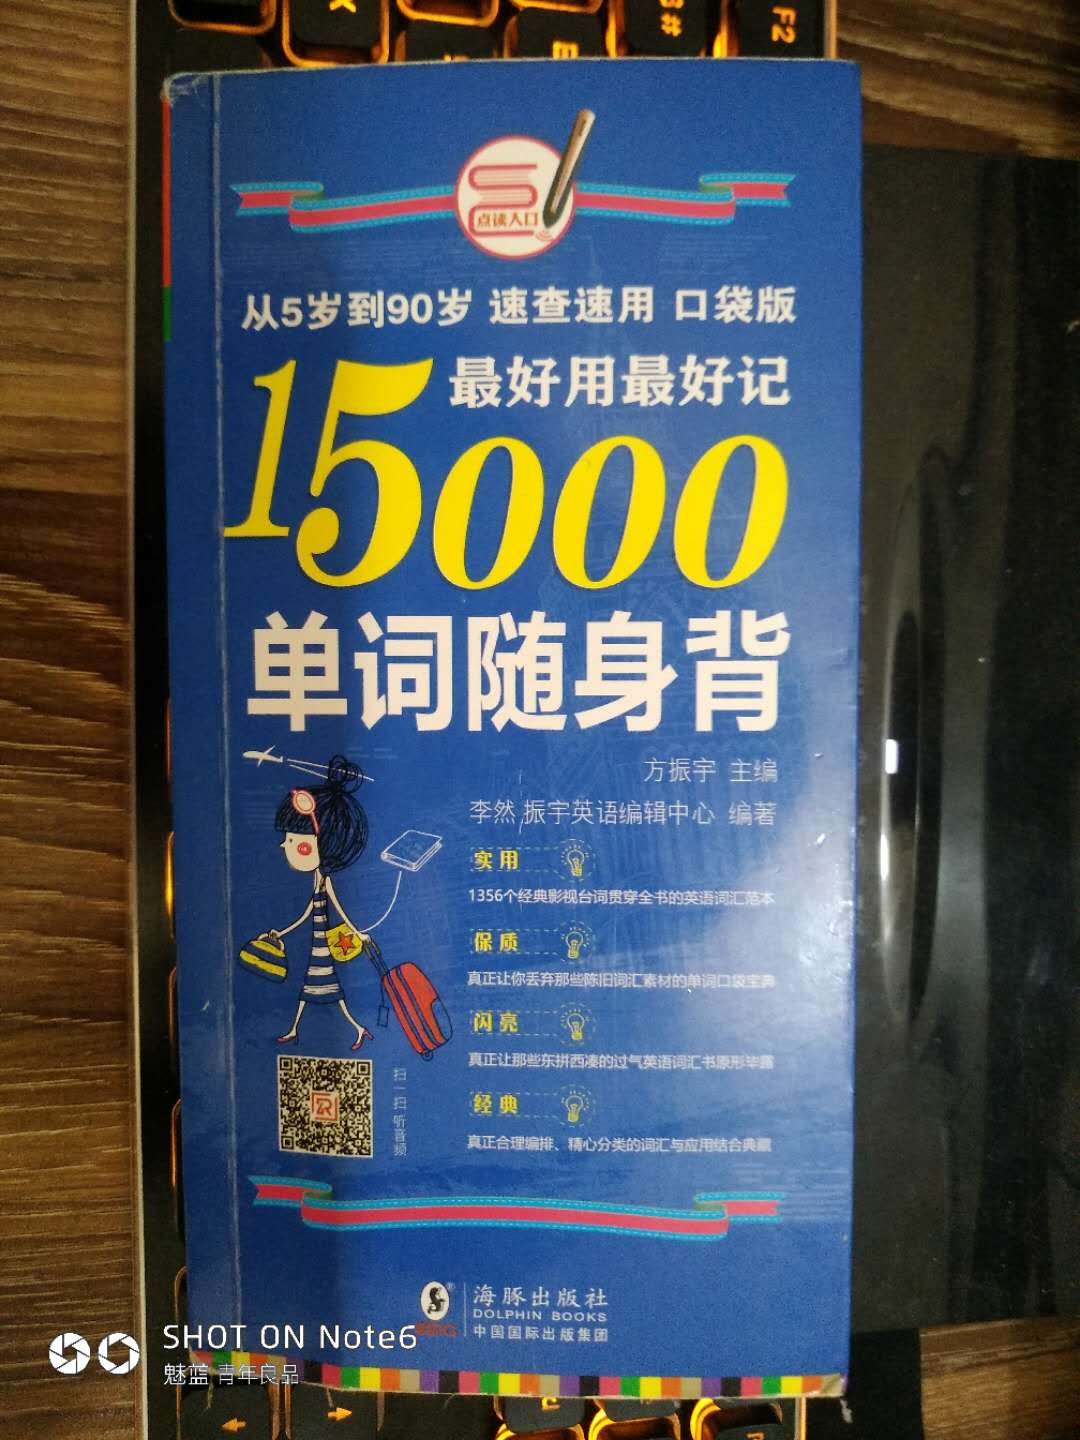 F2
点读入口
从5岁到90岁 速查速用 口袋版
最好用最好记
15000
单词随身背
方振宇 主编
李然 振宇英语编辑中心 编著
实用
1356个经典影视台词贯穿全书的英语词汇范本
保质
真正让你丢弃那些陈旧词汇素材的单词口袋宝典
闪亮
真正让那些东拼西凑的过气英语词汇书原形毕露
经典
真正合理编排、精心分类的词汇与应用结合典藏
扫一扫 听音频
海豚出版社
DOLPHIN BOOKS
中国国际出版集团
SHOT ON Note6
魅蓝 青年良品